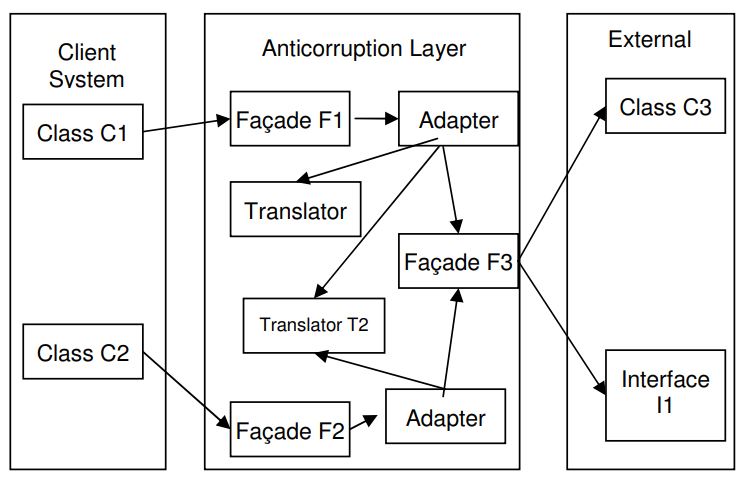 Client
System
Class C1
Class C2
Anticorruption Layer
Façade F1
Adapter
Translator
Façade F3
Translator T2
Façade F2
Adapter
External
Class C3
Interface
I1